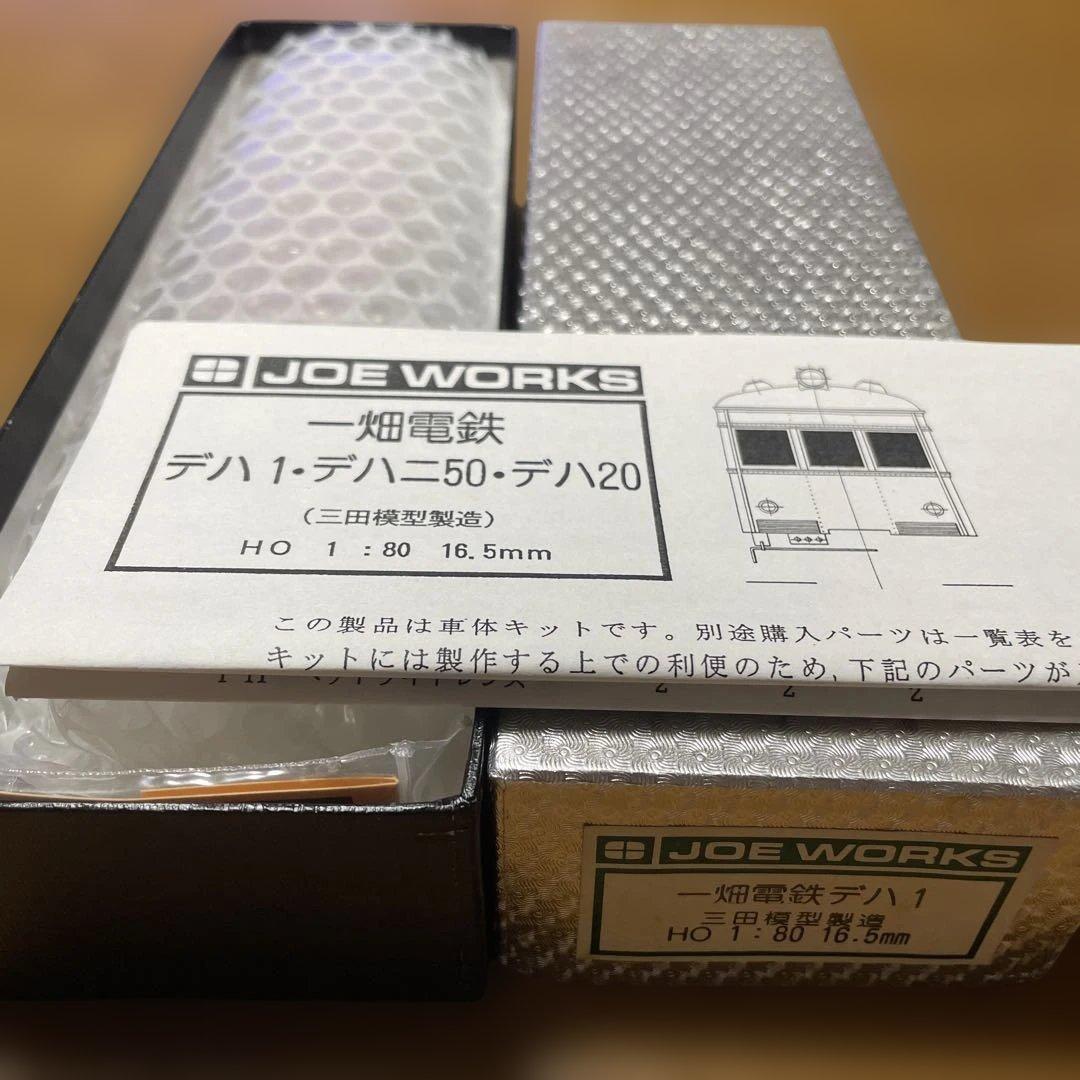 JOE WORKS
一畑電鉄
デハ1・デハニ50・デハ20
(三田模型製造)
HO 1:80 16.5mm
この製品は車体キットです。別途購入パーツは一覧表を
キットには製作する上での利便のため,下記のパーツが
2 2 2
JOE WORKS
一畑電鉄デハ1
三田模型製造
HO 1:80 16.5mm